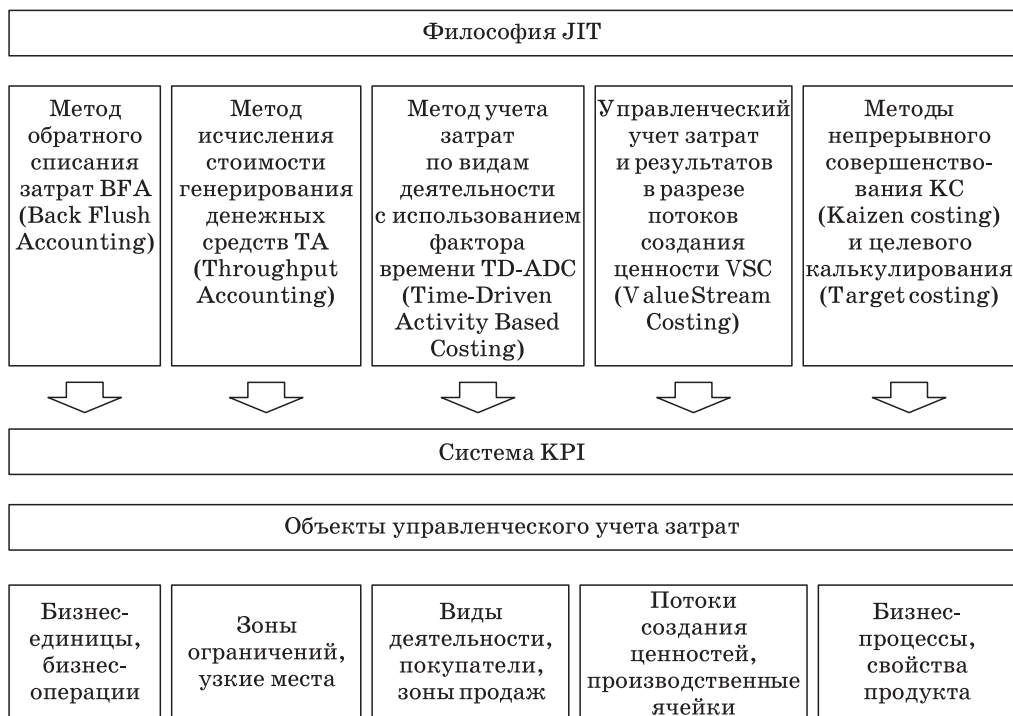 Философия JIT
Метод
обратного
списания
затрат BFA
(Back Flush
Accounting)
Метод
исчисления
стоимости
генерирования
денежных
средств TA
(Throughput
Accounting)
Метод учета
затрат
по видам
деятельности
с использованием
фактора
времени TD-ADC
(Time-Driven
Activity Based
Costing)
Управленческий
учет затрат
и результатов
в разрезе
потоков
создания
ценности VSC
(ValueStream
Costing)
Методы
непрерывного
совершенство-
вания KC
(Kaizen costing)
и целевого
калькулирования
(Target costing)
Система KPI
Объекты управленческого учета затрат
Бизнес-
единицы,
бизнес-
операции
Зоны
ограничений,
узкие места
Виды
деятельности,
покупатели,
зоны продаж
Потоки
создания
ценностей,
производственные
ячейки
Бизнес-
процессы,
свойства
продукта